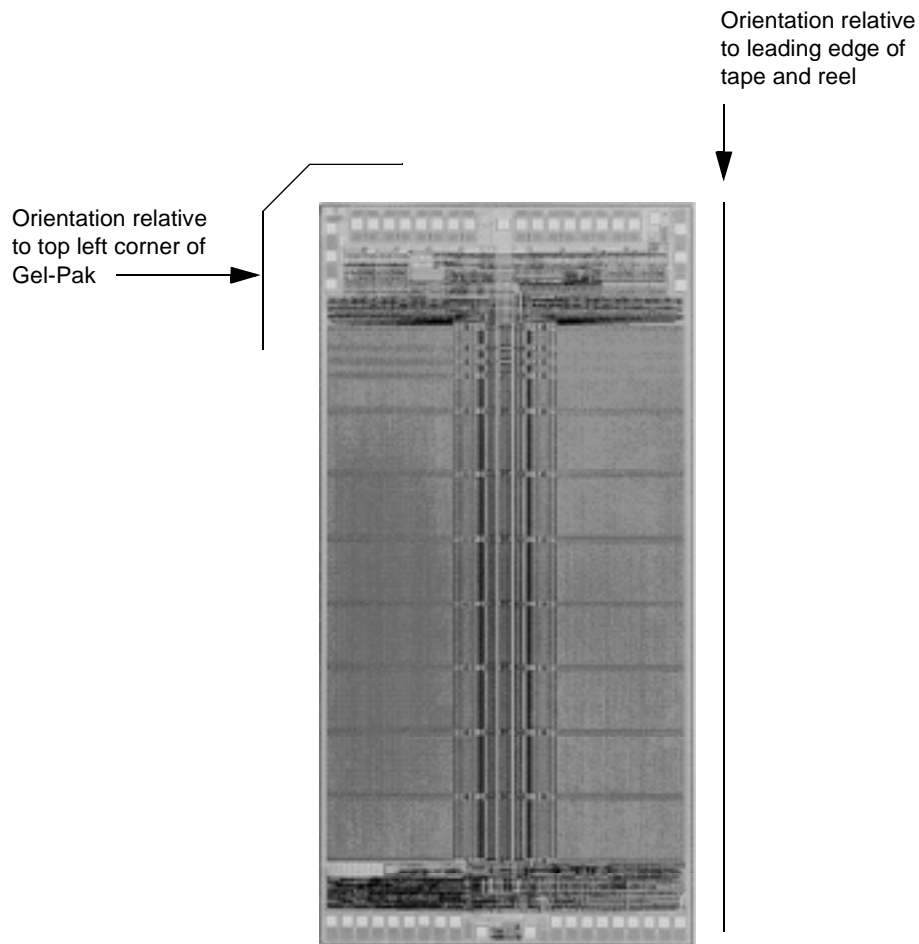 Orientation relative
to leading edge of
tape and reel
Orientation relative
to top left corner of
Gel-Pak